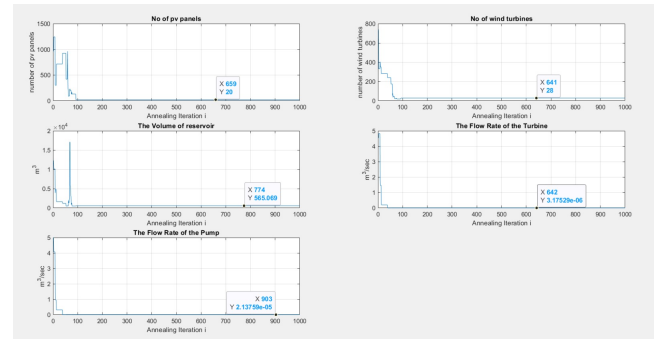 No of pv panels
number of pv panels
1500
1000
500
0
X 659
Y 20
0 100 200 300 400 500 600 700 800 900 1000
Annealing Iteration i
No of wind turbines
number of wind turbines
800
600
400
200
0
X 641
Y 28
0 100 200 300 400 500 600 700 800 900 1000
Annealing Iteration i
The Volume of reservoir
m³
2 ×10⁴
1.5
1
0.5
0
X 774
Y 565.069
0 100 200 300 400 500 600 700 800 900 1000
Annealing Iteration i
The Flow Rate of the Turbine
m³/sec
5
4
3
2
1
0
X 642
Y 3.17529e-06
0 100 200 300 400 500 600 700 800 900 1000
Annealing Iteration i
The Flow Rate of the Pump
m³/sec
5
4
3
2
1
0
X 903
Y 2.13759e-05
0 100 200 300 400 500 600 700 800 900 1000
Annealing Iteration i